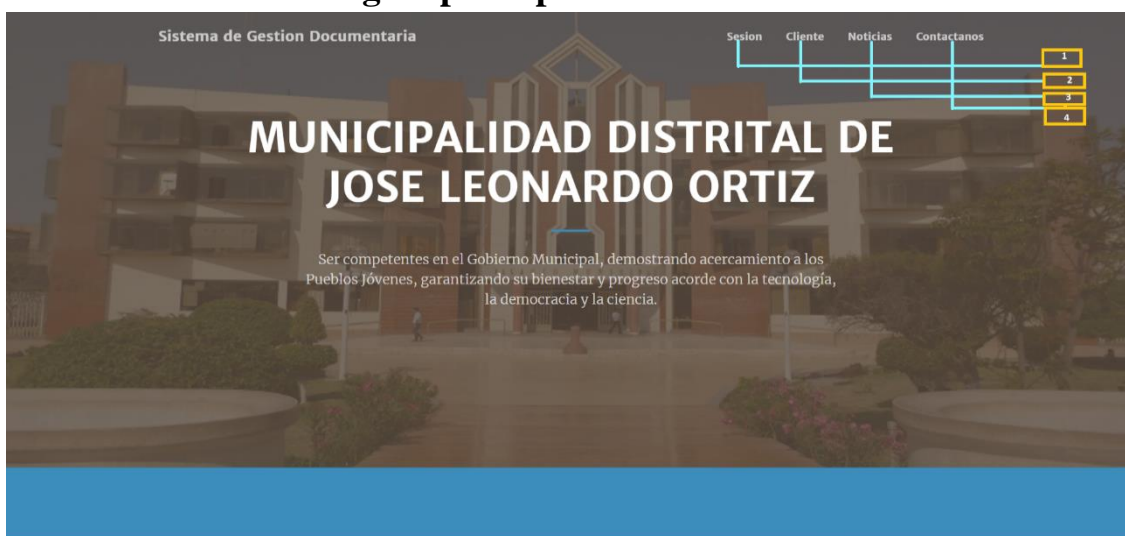 Sistema de Gestion Documentaria
Sesion Cliente Noticias Contactanos
1
2
3
4
MUNICIPALIDAD DISTRITAL DE
JOSE LEONARDO ORTIZ
Ser competentes en el Gobierno Municipal, demostrando acercamiento a los
Pueblos Jóvenes, garantizando su bienestar y progreso acorde con la tecnología,
la democracia y la ciencia.